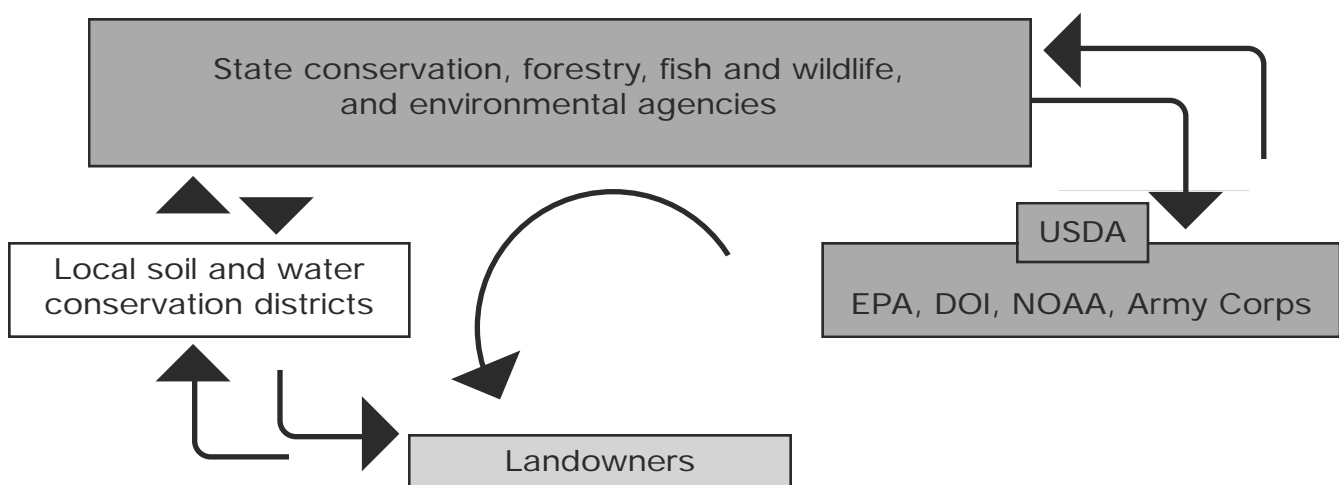 State conservation, forestry, fish and wildlife,
and environmental agencies
USDA
Local soil and water
conservation districts
EPA, DOI, NOAA, Army Corps
Landowners